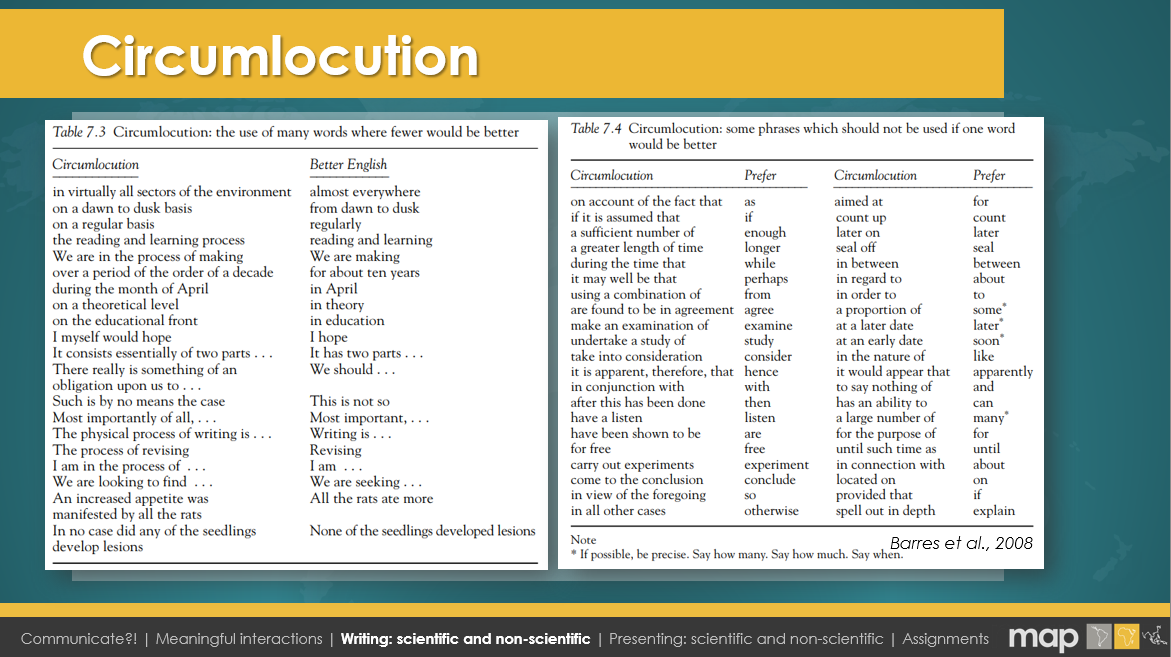 Circumlocution
Table 7.3 Circumlocution: the use of many words where fewer would be better
Circumlocution Better English
in virtually all sectors of the environment almost everywhere
on a dawn to dusk basis from dawn to dusk
on a regular basis regularly
the reading and learning process reading and learning
We are in the process of making We are making
over a period of the order of a decade for about ten years
during the month of April in April
on a theoretical level in theory
on the educational front in education
I myself would hope I hope
It consists essentially of two parts . . . It has two parts . . .
There really is something of an We should . . .
obligation upon us to . . .
Such is by no means the case This is not so
Most importantly of all, . . . Most important, . . .
The physical process of writing is . . . Writing is . . .
The process of revising Revising
I am in the process of . . . I am . . .
We are looking to find . . . We are seeking . . .
An increased appetite was All the rats ate more
manifested by all the rats
In no case did any of the seedlings None of the seedlings developed lesions
develop lesions
Table 7.4 Circumlocution: some phrases which should not be used if one word
would be better
Circumlocution Prefer Circumlocution Prefer
on account of the fact that as aimed at for
if it is assumed that if count up count
a sufficient number of enough later on later
a greater length of time longer seal off seal
during the time that while in between between
it may well be that perhaps in regard to about
using a combination of from in order to to
are found to be in agreement agree a proportion of some*
make an examination of examine at a later date later*
undertake a study of study at an early date soon*
take into consideration consider in the nature of like
it is apparent, therefore, that hence it would appear that apparently
in conjunction with with to say nothing of and
after this has been done then has an ability to can
have a listen listen a large number of many*
have been shown to be are for the purpose of for
for free free until such time as until
carry out experiments experiment in connection with about
come to the conclusion conclude located on on
in view of the foregoing so provided that if
in all other cases otherwise spell out in depth explain
Note
* If possible, be precise. Say how many. Say how much. Say when.
Barres et al., 2008
Communicate?! | Meaningful interactions | Writing: scientific and non-scientific | Presenting: scientific and non-scientific | Assignments
map